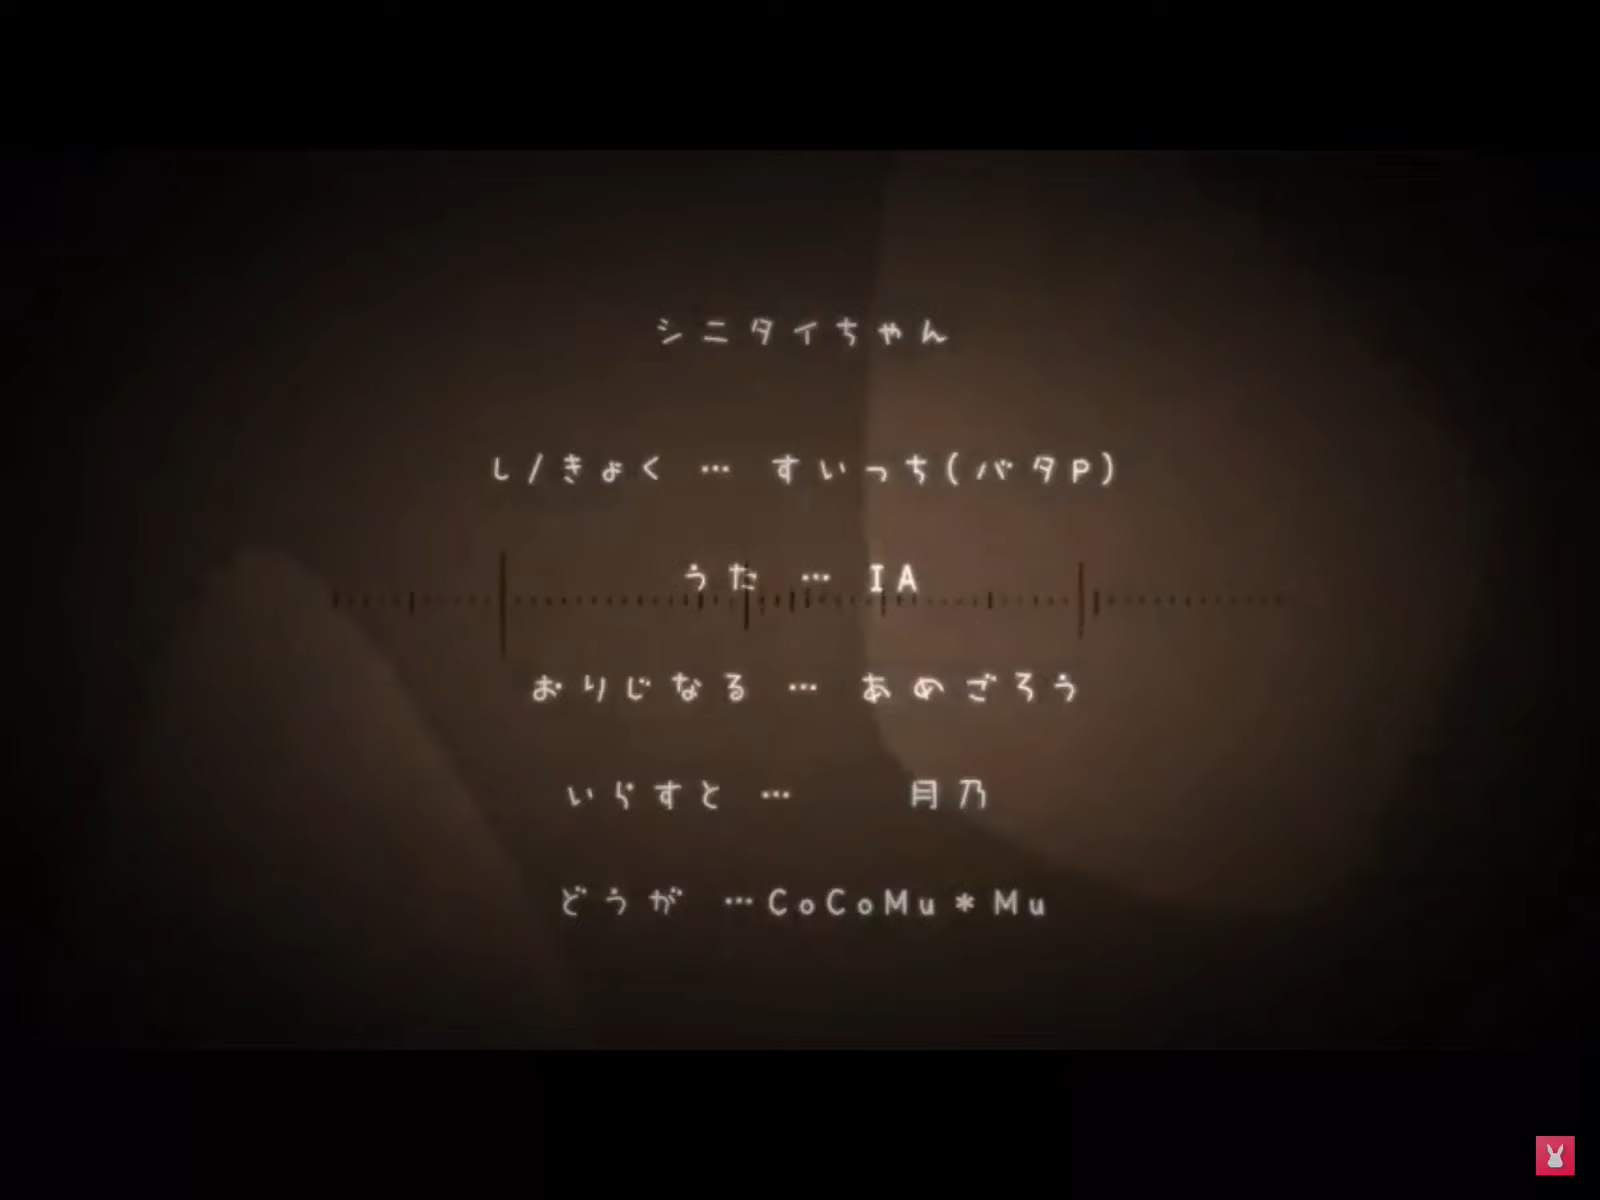 シニタイちゃん
し/きょく … すいっち(バタP)
うた … IA
おりじなる … あめごろう
いらすと … 月乃
どうが …CoCoMu＊Mu